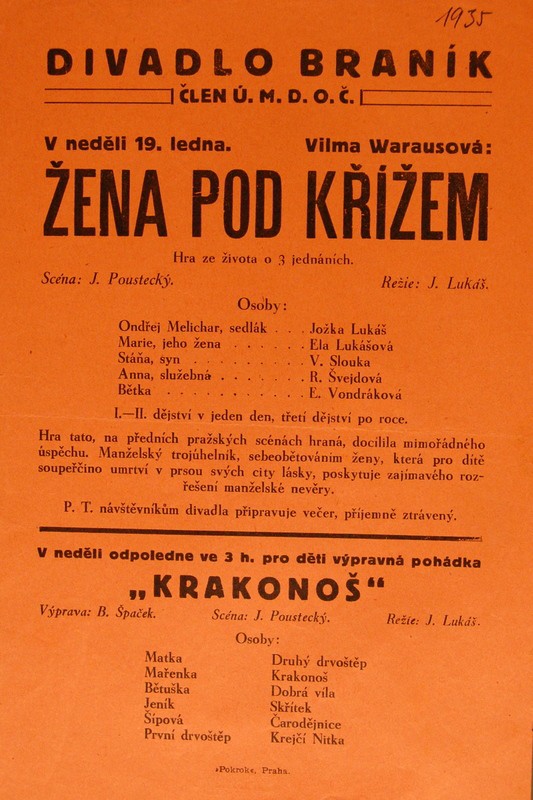 1935
DIVADLO BRANÍK
ČLEN Ú. M. D. O. Č.
V neděli 19. ledna. Vilma Warausová:
ŽENA POD KŘÍŽEM
Hra ze života o 3 jednáních.
Scéna: J. Poustecký. Režie: J. Lukáš.
Osoby:
Ondřej Melichar, sedlák . . . Jožka Lukáš
Marie, jeho žena . . . . . . Ela Lukášová
Stáňa, syn . . . . . . . . . V. Slouka
Anna, služebná . . . . . . . R. Švejdová
Bětka . . . . . . . . . . . E. Vondráková
I.—II. dějství v jeden den, třetí dějství po roce.
Hra tato, na předních pražských scénách hraná, docílila mimořádného
úspěchu. Manželský trojúhelník, sebeobětováním ženy, která pro dítě
soupeřčino umrtví v prsou svých city lásky, poskytuje zajímavého roz-
řešení manželské nevěry.
P. T. návštěvníkům divadla připravuje večer, příjemně ztrávený.
V neděli odpoledne ve 3 h. pro děti výpravná pohádka
„KRAKONOŠ“
Výprava: B. Špaček. Scéna: J. Poustecký. Režie: J. Lukáš.
Osoby:
Matka Druhý drvoštěp
Mařenka Krakonoš
Bětuška Dobrá víla
Jeník Skřítek
Šípová Čarodějnice
První drvoštěp Krejčí Nitka
»Pokrok«, Praha.